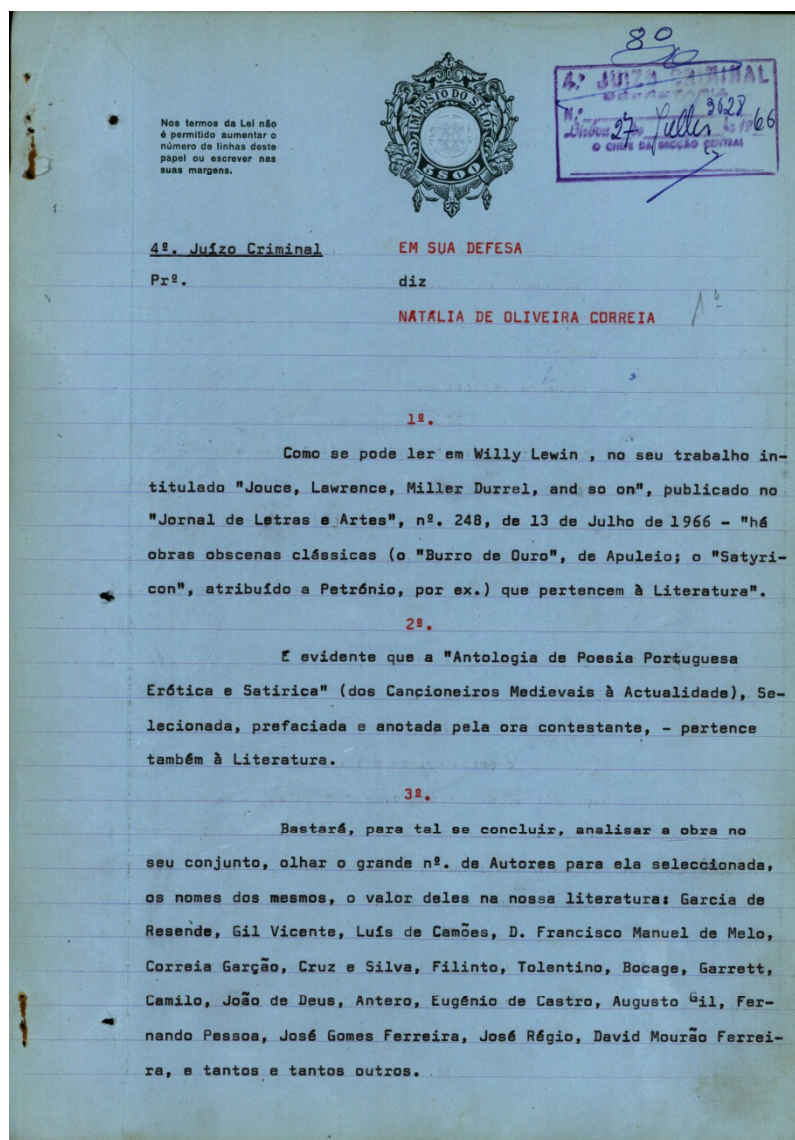 80
4.º JUIZO CRIMINAL
N.º 3628
Lisboa 27 de Julho de 1966
O CHEFE DA SECÇÃO CENTRAL
IMPOSTO DO SELO
5$00
Nos termos da Lei não
é permitido aumentar o
número de linhas deste
papel ou escrever nas
suas margens.
4º. Juízo Criminal
Prº.
EM SUA DEFESA
diz
NATÁLIA DE OLIVEIRA CORREIA 1º
1º.
Como se pode ler em Willy Lewin , no seu trabalho in-
titulado "Jouce, Lawrence, Miller Durrel, and so on", publicado no
"Jornal de Letras e Artes", nº. 248, de 13 de Julho de 1966 - "há
obras obscenas clássicas (o "Burro de Ouro", de Apuleio; o "Satyri-
con", atribuído a Petrónio, por ex.) que pertencem à Literatura".
2º.
É evidente que a "Antologia de Poesia Portuguesa
Erótica e Satirica" (dos Cancioneiros Medievais à Actualidade), Se-
lecionada, prefaciada e anotada pela ora contestante, - pertence
também à Literatura.
3º.
Bastará, para tal se concluir, analisar a obra no
seu conjunto, olhar o grande nº. de Autores para ela seleccionada,
os nomes dos mesmos, o valor deles na nossa literatura: Garcia de
Resende, Gil Vicente, Luís de Camões, D. Francisco Manuel de Melo,
Correia Garção, Cruz e Silva, Filinto, Tolentino, Bocage, Garrett,
Camilo, João de Deus, Antero, Eugénio de Castro, Augusto Gil, Fer-
nando Pessoa, José Gomes Ferreira, José Régio, David Mourão Ferrei-
ra, e tantos e tantos outros.